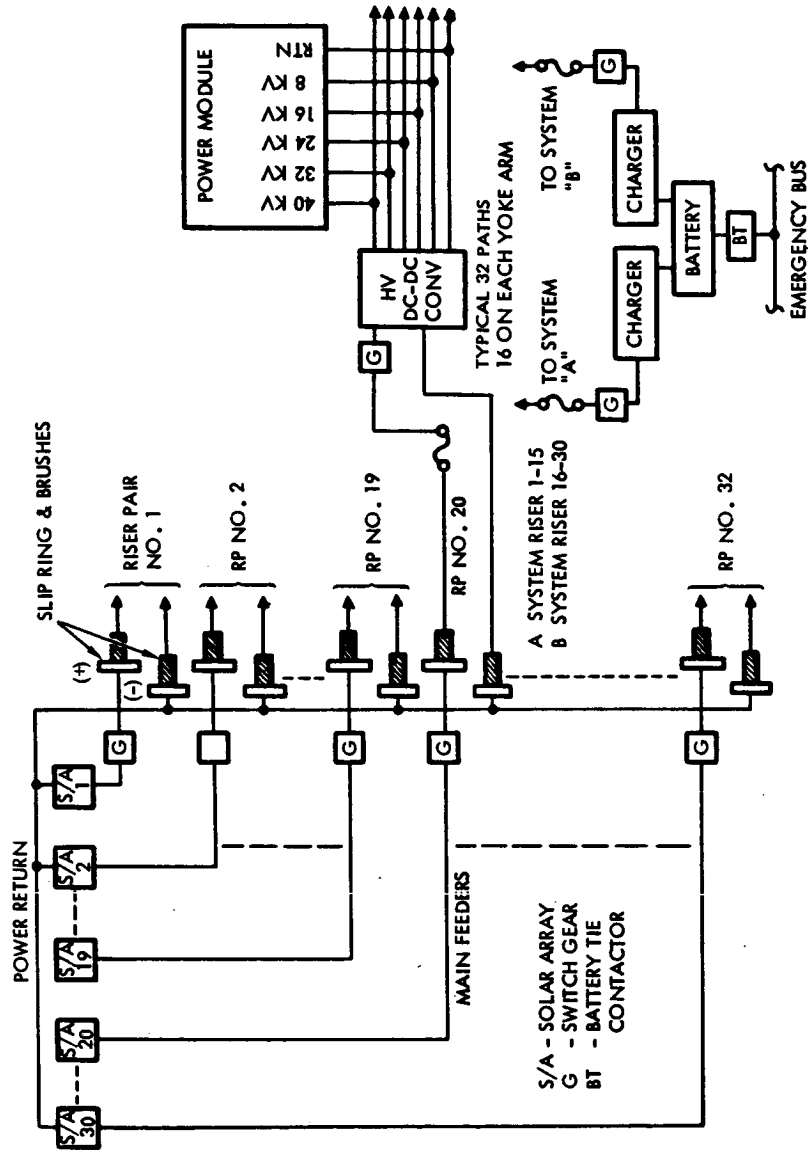 SLIP RING & BRUSHES
(+)
(-)
RISER PAIR
NO. 1
RP NO. 2
RP NO. 19
RP NO. 20
RP NO. 32
POWER RETURN
S/A
1
S/A
2
S/A
19
S/A
20
S/A
30
G
G
G
G
MAIN FEEDERS
S/A - SOLAR ARRAY
G - SWITCH GEAR
BT - BATTERY TIE
CONTACTOR
A SYSTEM RISER 1-15
B SYSTEM RISER 16-30
G
HV
DC-DC
CONV
POWER MODULE
40 KV
32 KV
24 KV
16 KV
8 KV
RTN
TYPICAL 32 PATHS
16 ON EACH YOKE ARM
TO SYSTEM
"A"
TO SYSTEM
"B"
G
G
CHARGER
CHARGER
BATTERY
BT
EMERGENCY BUS